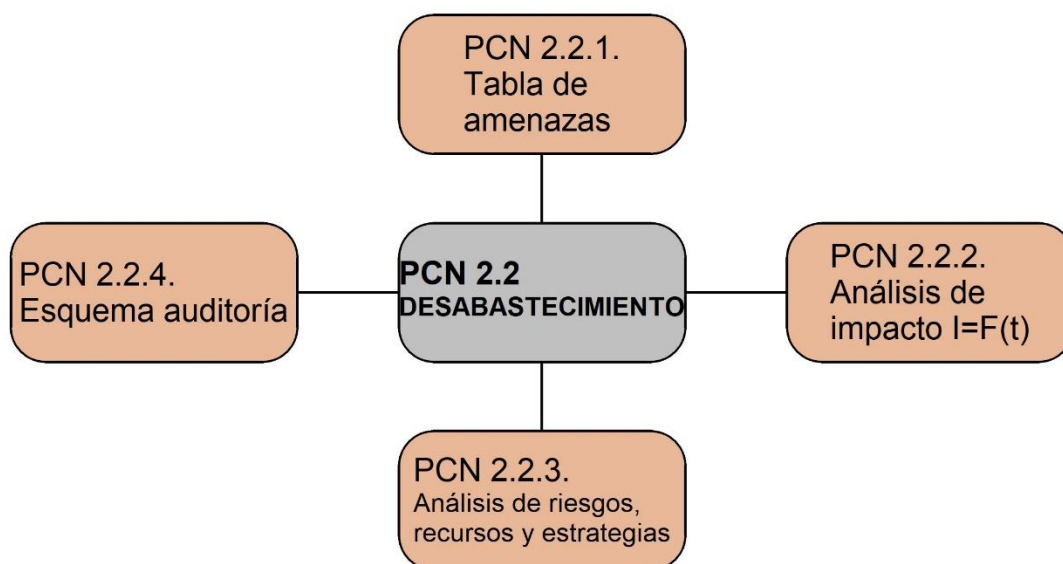 PCN 2.2.1.
Tabla de
amenazas
PCN 2.2.4.
Esquema auditoría
PCN 2.2
DESABASTECIMIENTO
PCN 2.2.2.
Análisis de
impacto I=F(t)
PCN 2.2.3.
Análisis de riesgos,
recursos y estrategias